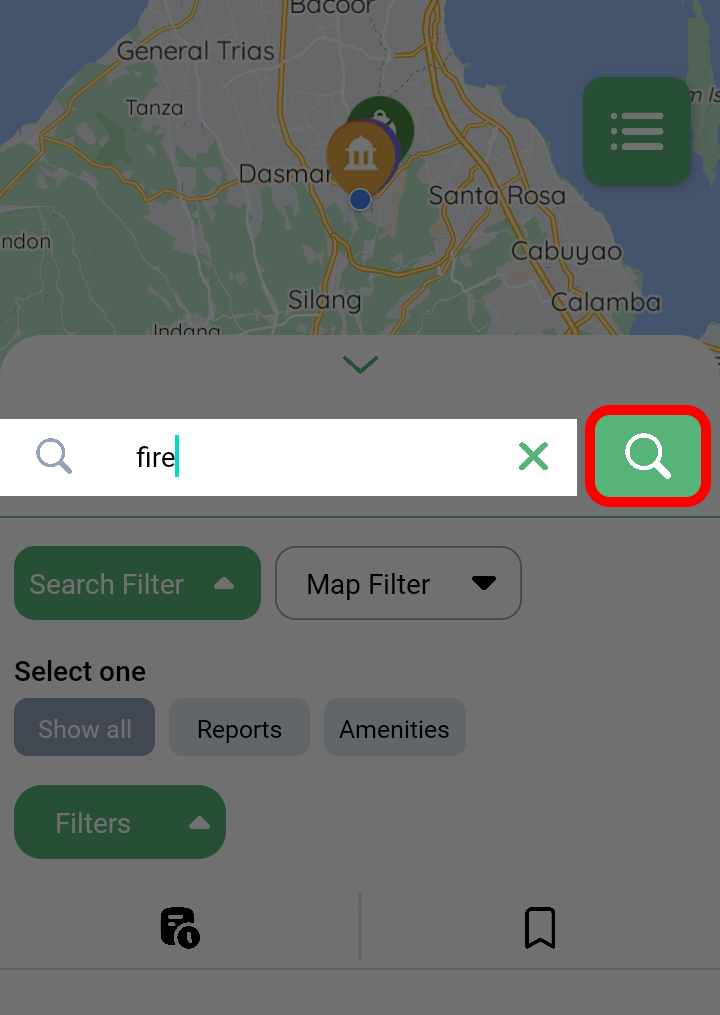 Bacoor
General Trias
Tanza
m Is
Dasmar
Santa Rosa
ndon
Cabuyao
Silang
Calamba
Indang
fire
Search Filter
Map Filter
Select one
Show all
Reports
Amenities
Filters